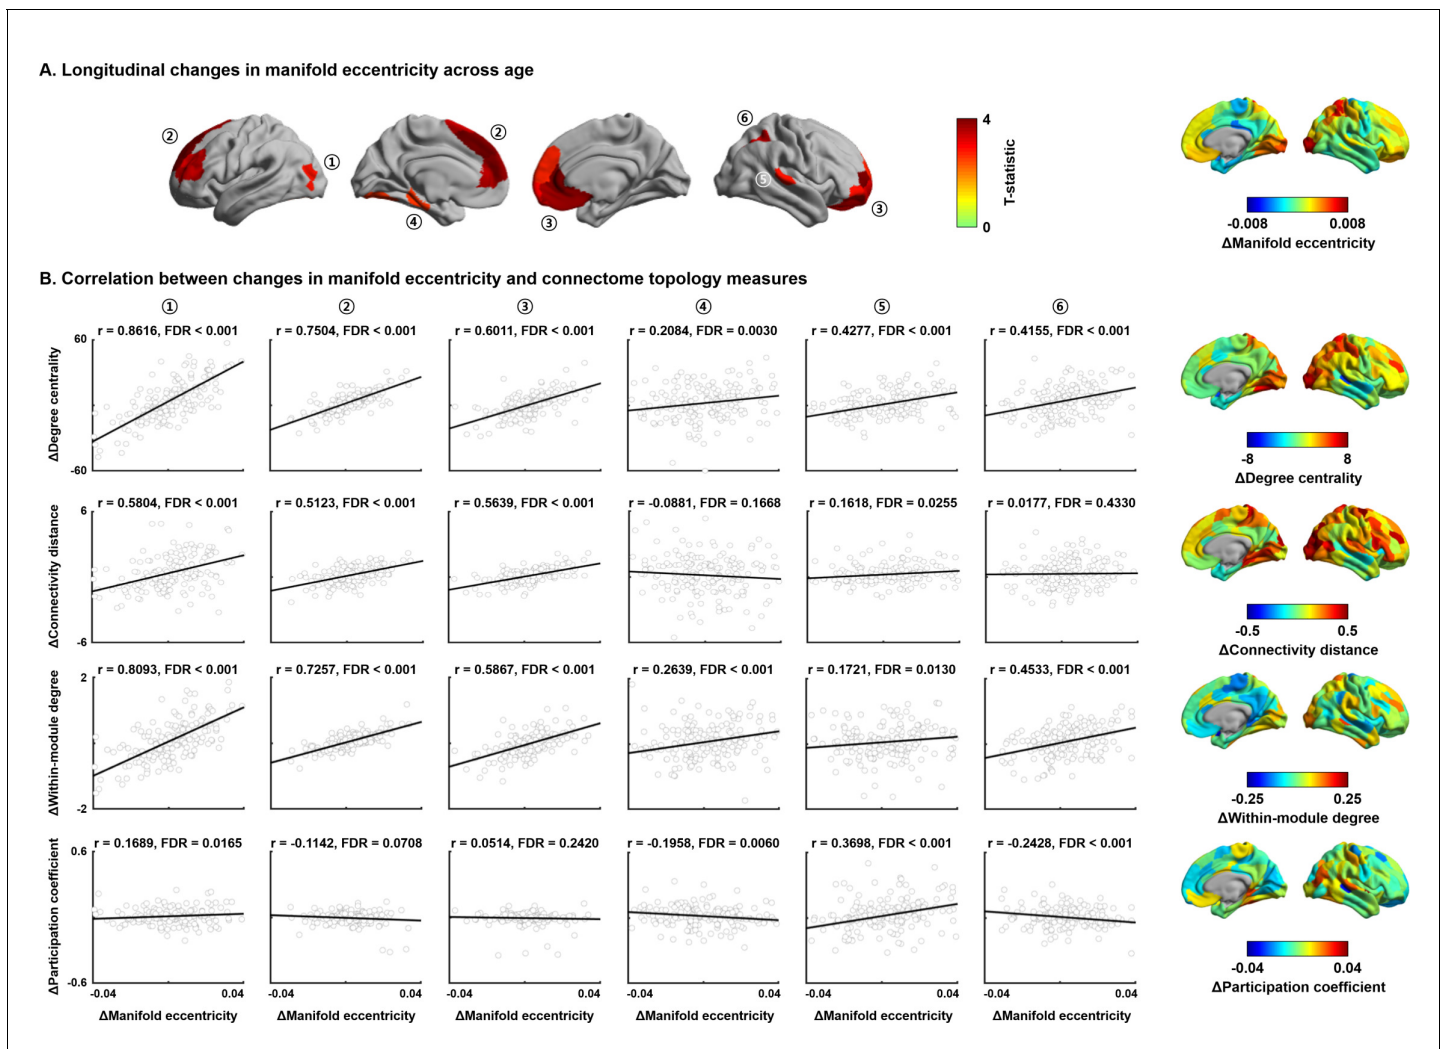 A. Longitudinal changes in manifold eccentricity across age
② ① ② ④ ③ ⑥ ⑤ ③
4
0
T-statistic
-0.008 0.008
ΔManifold eccentricity
B. Correlation between changes in manifold eccentricity and connectome topology measures
① ② ③ ④ ⑤ ⑥
r = 0.8616, FDR < 0.001 r = 0.7504, FDR < 0.001 r = 0.6011, FDR < 0.001 r = 0.2084, FDR = 0.0030 r = 0.4277, FDR < 0.001 r = 0.4155, FDR < 0.001
60
ΔDegree centrality
-60
-8 8
ΔDegree centrality
r = 0.5804, FDR < 0.001 r = 0.5123, FDR < 0.001 r = 0.5639, FDR < 0.001 r = -0.0881, FDR = 0.1668 r = 0.1618, FDR = 0.0255 r = 0.0177, FDR = 0.4330
6
ΔConnectivity distance
-6
-0.5 0.5
ΔConnectivity distance
r = 0.8093, FDR < 0.001 r = 0.7257, FDR < 0.001 r = 0.5867, FDR < 0.001 r = 0.2639, FDR < 0.001 r = 0.1721, FDR = 0.0130 r = 0.4533, FDR < 0.001
2
ΔWithin-module degree
-2
-0.25 0.25
ΔWithin-module degree
r = 0.1689, FDR = 0.0165 r = -0.1142, FDR = 0.0708 r = 0.0514, FDR = 0.2420 r = -0.1958, FDR = 0.0060 r = 0.3698, FDR < 0.001 r = -0.2428, FDR < 0.001
0.6
ΔParticipation coefficient
-0.6
-0.04 0.04
ΔParticipation coefficient
-0.04 0.04 -0.04 0.04 -0.04 0.04 -0.04 0.04 -0.04 0.04 -0.04 0.04
ΔManifold eccentricity ΔManifold eccentricity ΔManifold eccentricity ΔManifold eccentricity ΔManifold eccentricity ΔManifold eccentricity